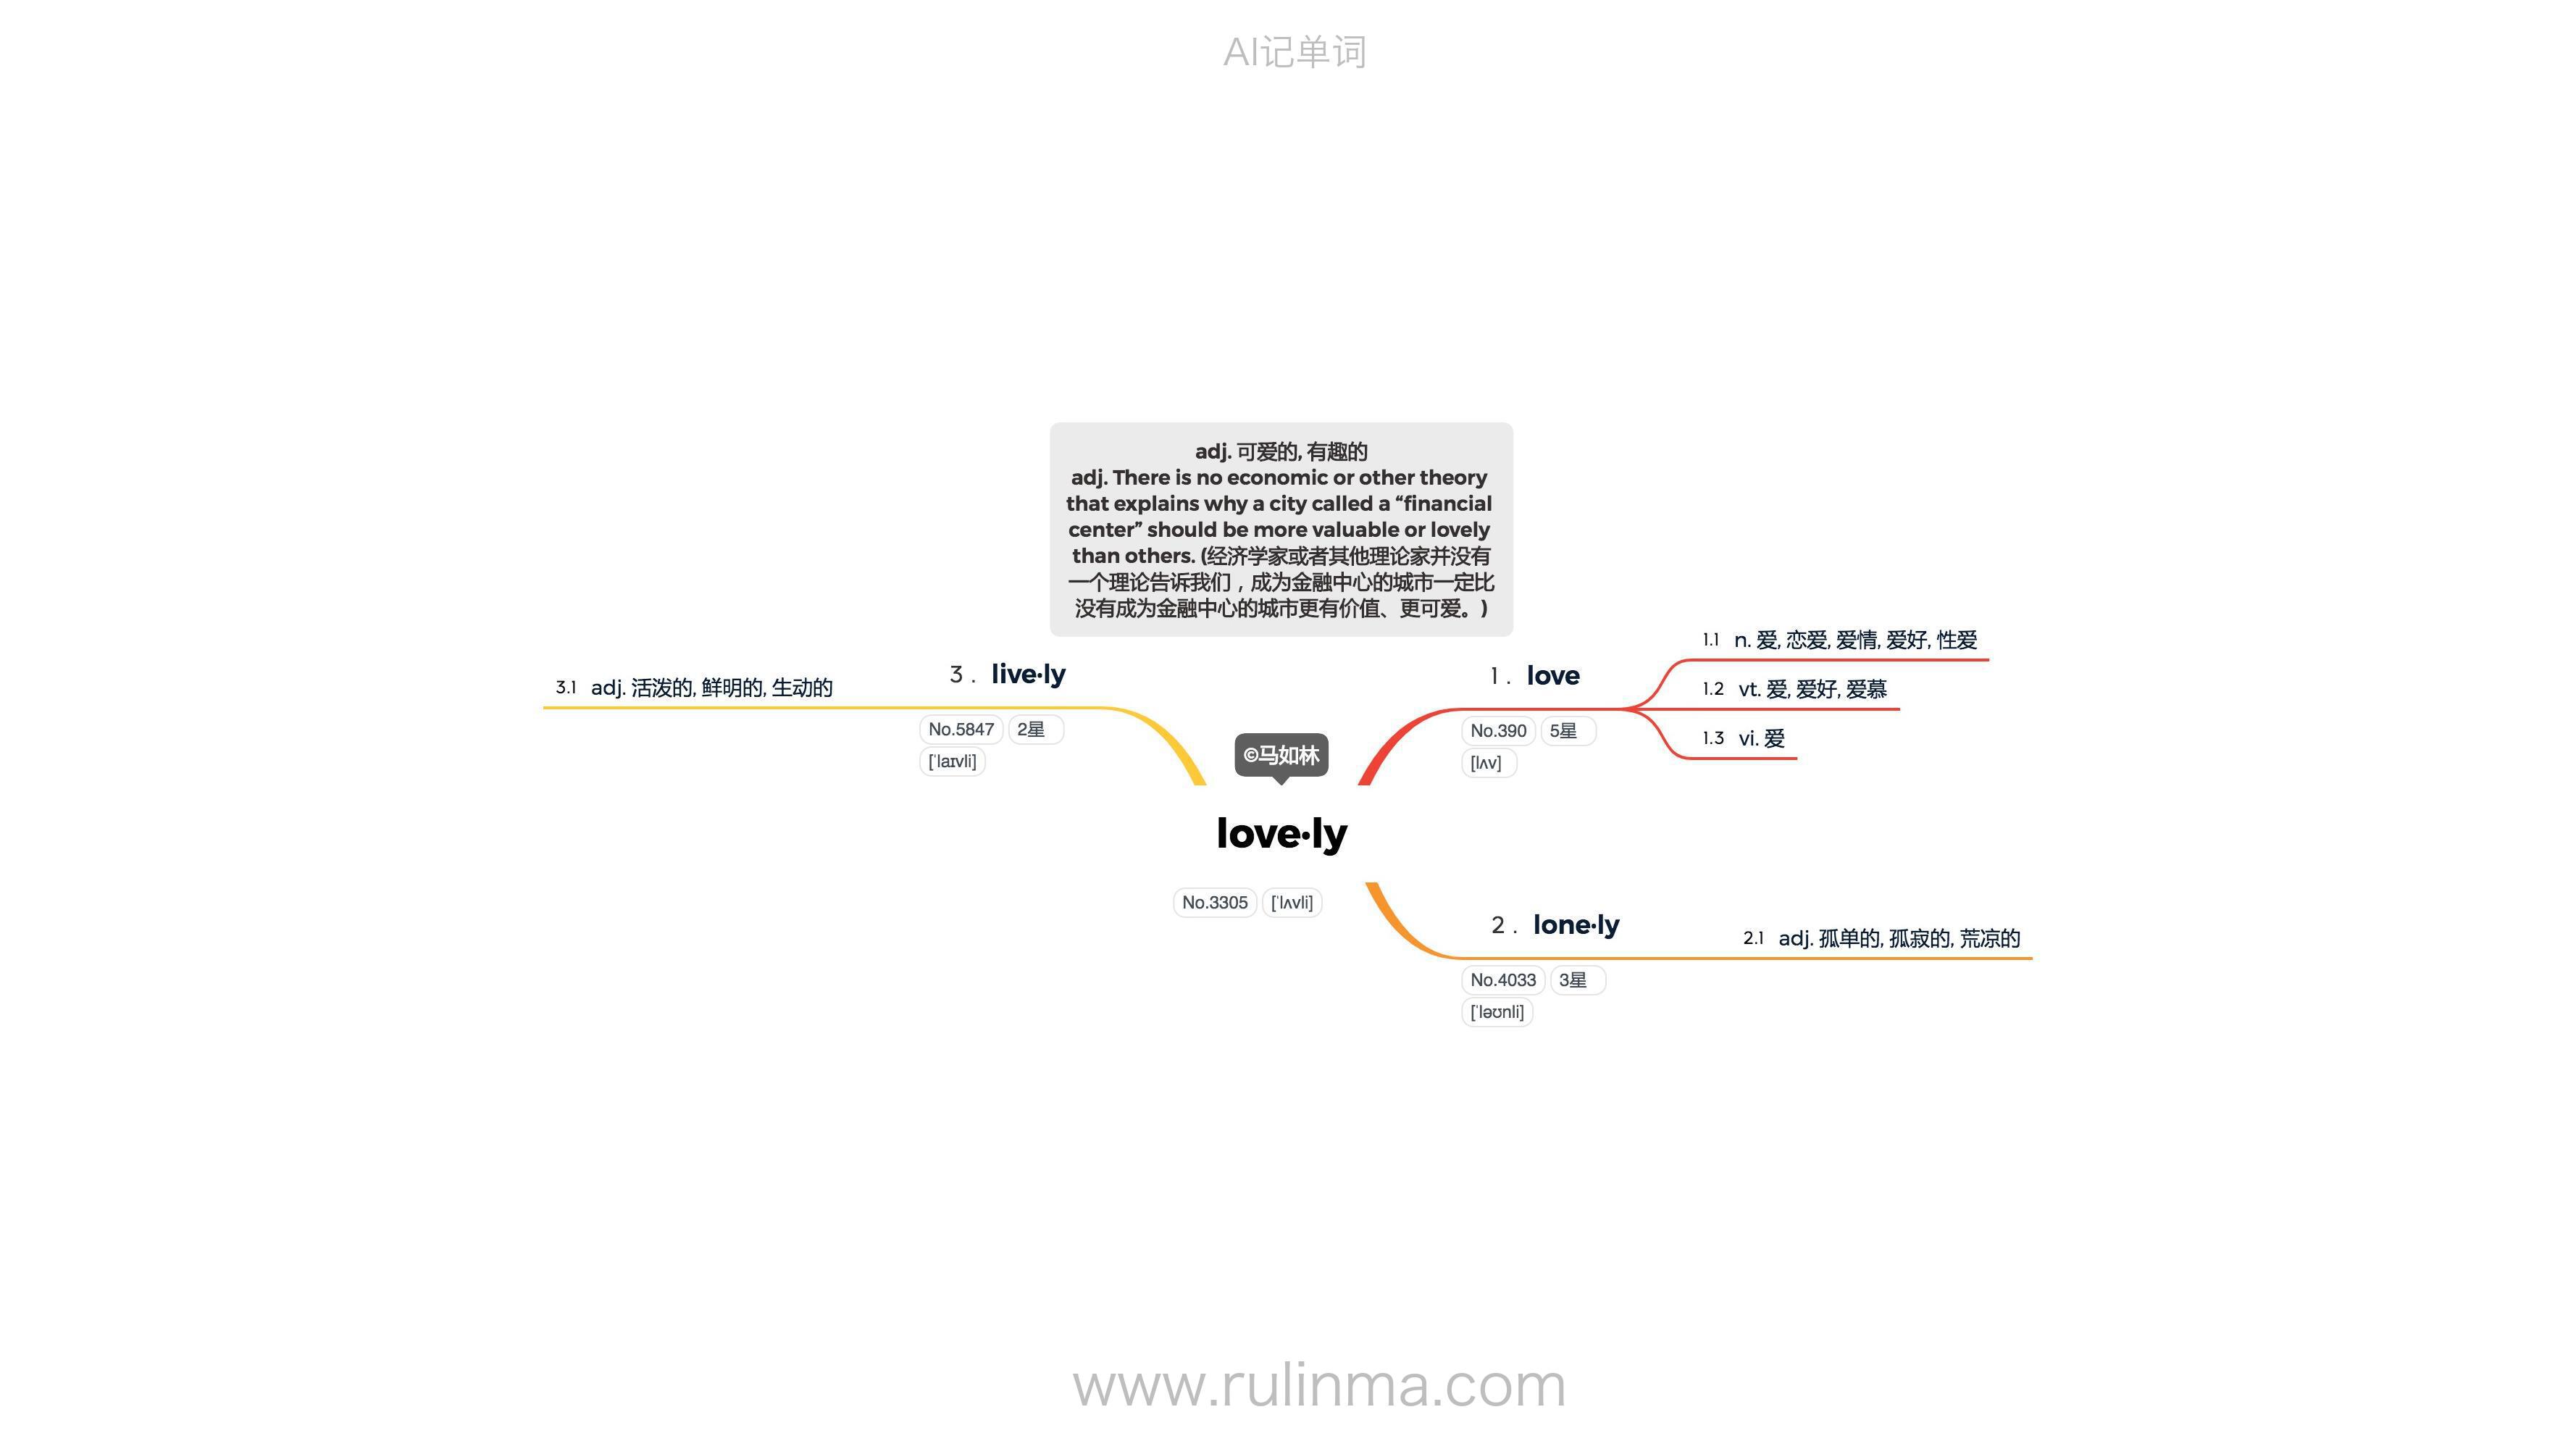 AI记单词
adj. 可爱的, 有趣的
adj. There is no economic or other theory
that explains why a city called a “financial
center” should be more valuable or lovely
than others. (经济学家或者其他理论家并没有
一个理论告诉我们，成为金融中心的城市一定比
没有成为金融中心的城市更有价值、更可爱。)
©马如林
love·ly
No.3305 [ˈlʌvli]
1 . love
No.390 5星
[lʌv]
1.1 n. 爱, 恋爱, 爱情, 爱好, 性爱
1.2 vt. 爱, 爱好, 爱慕
1.3 vi. 爱
2 . lone·ly
No.4033 3星
[ˈləʊnli]
2.1 adj. 孤单的, 孤寂的, 荒凉的
3 . live·ly
No.5847 2星
[ˈlaɪvli]
3.1 adj. 活泼的, 鲜明的, 生动的
www.rulinma.com